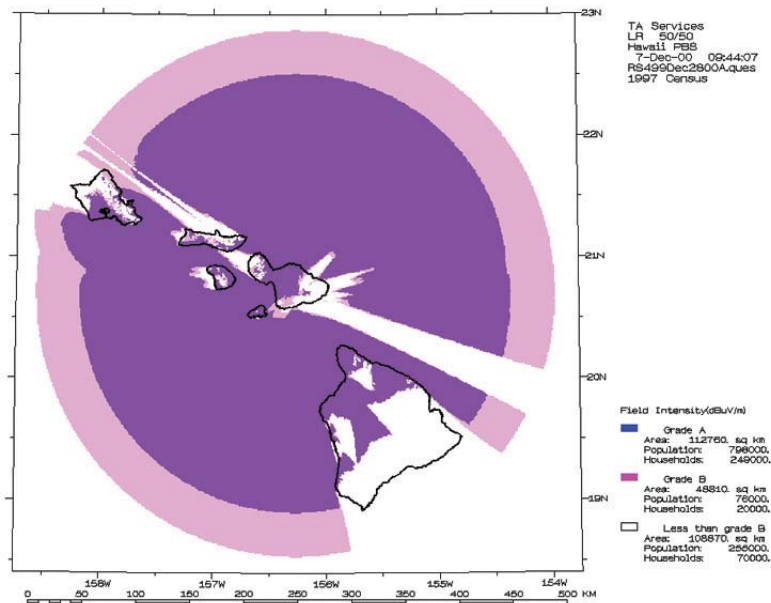 23N
TA Services
LR 50/50
Hawaii PBS
7-Dec-00 09:44:07
RS499Dec2800A.ques
1997 Census
22N
21N
20N
19N
Field Intensity(dBuV/m)
Grade A
Area: 112760. sq km
Population: 798000.
Households: 249000.
Grade B
Area: 48810. sq km
Population: 76000.
Households: 20000.
Less than grade B
Area: 108870. sq km
Population: 255000.
Households: 70000.
158W 157W 156W 155W 154W
0 50 100 150 200 250 300 350 400 450 500 KM